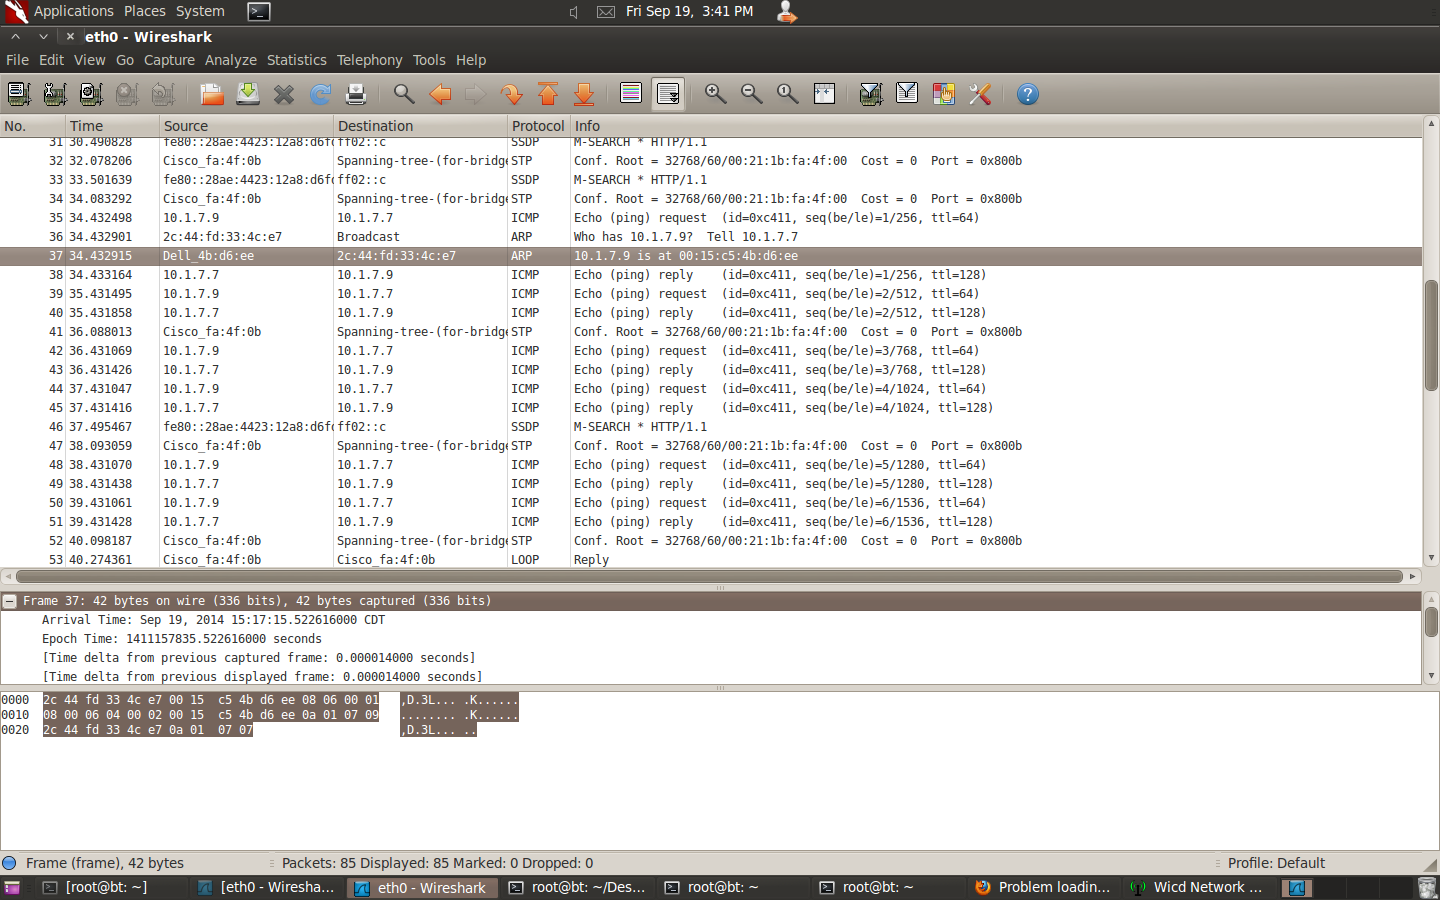 Applications Places System Fri Sep 19, 3:41 PM
eth0 - Wireshark
File Edit View Go Capture Analyze Statistics Telephony Tools Help
No. Time Source Destination Protocol Info
31 30.490828 fe80::28ae:4423:12a8:d6fc ff02::c SSDP M-SEARCH * HTTP/1.1
32 32.078206 Cisco_fa:4f:0b Spanning-tree-(for-bridge STP Conf. Root = 32768/60/00:21:1b:fa:4f:00 Cost = 0 Port = 0x800b
33 33.501639 fe80::28ae:4423:12a8:d6fc ff02::c SSDP M-SEARCH * HTTP/1.1
34 34.083292 Cisco_fa:4f:0b Spanning-tree-(for-bridge STP Conf. Root = 32768/60/00:21:1b:fa:4f:00 Cost = 0 Port = 0x800b
35 34.432498 10.1.7.9 10.1.7.7 ICMP Echo (ping) request (id=0xc411, seq(be/le)=1/256, ttl=64)
36 34.432901 2c:44:fd:33:4c:e7 Broadcast ARP Who has 10.1.7.9? Tell 10.1.7.7
37 34.432915 Dell_4b:d6:ee 2c:44:fd:33:4c:e7 ARP 10.1.7.9 is at 00:15:c5:4b:d6:ee
38 34.433164 10.1.7.7 10.1.7.9 ICMP Echo (ping) reply (id=0xc411, seq(be/le)=1/256, ttl=128)
39 35.431495 10.1.7.9 10.1.7.7 ICMP Echo (ping) request (id=0xc411, seq(be/le)=2/512, ttl=64)
40 35.431858 10.1.7.7 10.1.7.9 ICMP Echo (ping) reply (id=0xc411, seq(be/le)=2/512, ttl=128)
41 36.088013 Cisco_fa:4f:0b Spanning-tree-(for-bridge STP Conf. Root = 32768/60/00:21:1b:fa:4f:00 Cost = 0 Port = 0x800b
42 36.431069 10.1.7.9 10.1.7.7 ICMP Echo (ping) request (id=0xc411, seq(be/le)=3/768, ttl=64)
43 36.431426 10.1.7.7 10.1.7.9 ICMP Echo (ping) reply (id=0xc411, seq(be/le)=3/768, ttl=128)
44 37.431047 10.1.7.9 10.1.7.7 ICMP Echo (ping) request (id=0xc411, seq(be/le)=4/1024, ttl=64)
45 37.431416 10.1.7.7 10.1.7.9 ICMP Echo (ping) reply (id=0xc411, seq(be/le)=4/1024, ttl=128)
46 37.495467 fe80::28ae:4423:12a8:d6fc ff02::c SSDP M-SEARCH * HTTP/1.1
47 38.093059 Cisco_fa:4f:0b Spanning-tree-(for-bridge STP Conf. Root = 32768/60/00:21:1b:fa:4f:00 Cost = 0 Port = 0x800b
48 38.431070 10.1.7.9 10.1.7.7 ICMP Echo (ping) request (id=0xc411, seq(be/le)=5/1280, ttl=64)
49 38.431438 10.1.7.7 10.1.7.9 ICMP Echo (ping) reply (id=0xc411, seq(be/le)=5/1280, ttl=128)
50 39.431061 10.1.7.9 10.1.7.7 ICMP Echo (ping) request (id=0xc411, seq(be/le)=6/1536, ttl=64)
51 39.431428 10.1.7.7 10.1.7.9 ICMP Echo (ping) reply (id=0xc411, seq(be/le)=6/1536, ttl=128)
52 40.098187 Cisco_fa:4f:0b Spanning-tree-(for-bridge STP Conf. Root = 32768/60/00:21:1b:fa:4f:00 Cost = 0 Port = 0x800b
53 40.274361 Cisco_fa:4f:0b Cisco_fa:4f:0b LOOP Reply
Frame 37: 42 bytes on wire (336 bits), 42 bytes captured (336 bits)
Arrival Time: Sep 19, 2014 15:17:15.522616000 CDT
Epoch Time: 1411157835.522616000 seconds
[Time delta from previous captured frame: 0.000014000 seconds]
[Time delta from previous displayed frame: 0.000014000 seconds]
0000 2c 44 fd 33 4c e7 00 15 c5 4b d6 ee 08 06 00 01 ,D.3L... .K......
0010 08 00 06 04 00 02 00 15 c5 4b d6 ee 0a 01 07 09 ........ .K......
0020 2c 44 fd 33 4c e7 0a 01 07 07 ,D.3L... ..
Frame (frame), 42 bytes Packets: 85 Displayed: 85 Marked: 0 Dropped: 0 Profile: Default
[root@bt: ~] [eth0 - Wiresha... eth0 - Wireshark root@bt: ~/Des... root@bt: ~ root@bt: ~ Problem loadin... Wicd Network ...